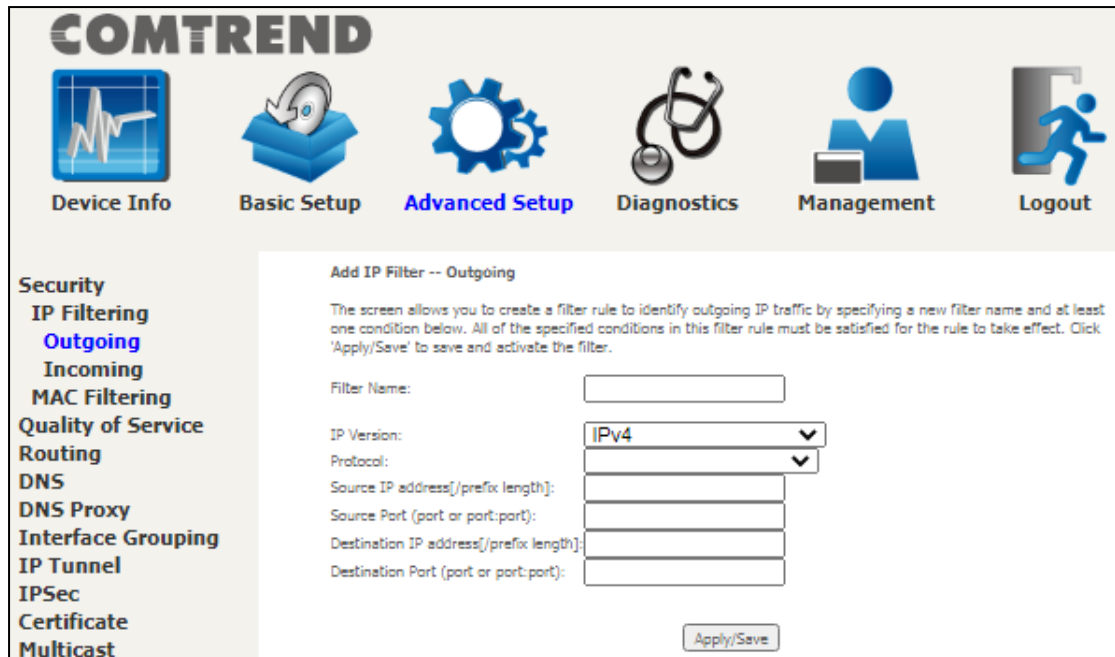 COMTREND
Device Info
Basic Setup
Advanced Setup
Diagnostics
Management
Logout
Security
IP Filtering
Outgoing
Incoming
MAC Filtering
Quality of Service
Routing
DNS
DNS Proxy
Interface Grouping
IP Tunnel
IPSec
Certificate
Multicast
Add IP Filter -- Outgoing
The screen allows you to create a filter rule to identify outgoing IP traffic by specifying a new filter name and at least
one condition below. All of the specified conditions in this filter rule must be satisfied for the rule to take effect. Click
'Apply/Save' to save and activate the filter.
Filter Name:
IP Version: IPv4
Protocol:
Source IP address[/prefix length]:
Source Port (port or port:port):
Destination IP address[/prefix length]:
Destination Port (port or port:port):
Apply/Save